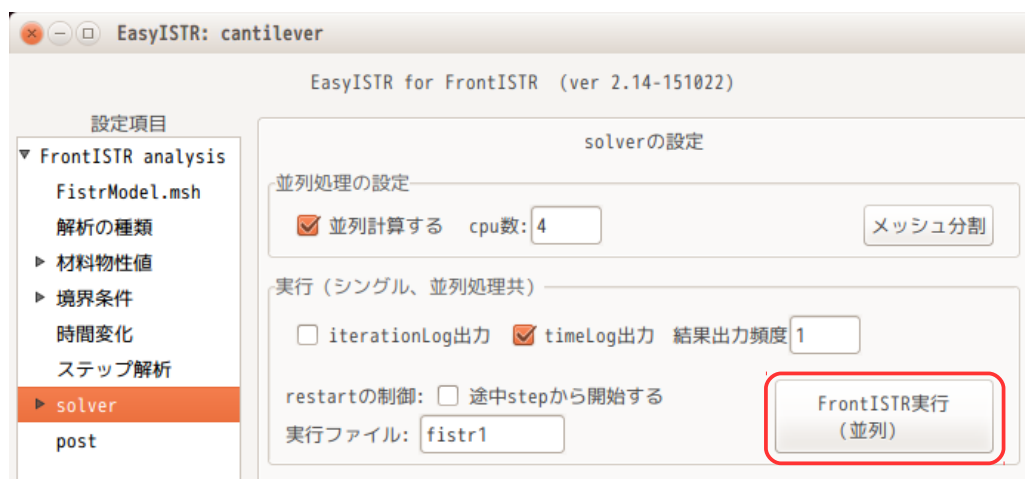 EasyISTR: cantilever
EasyISTR for FrontISTR (ver 2.14-151022)
設定項目
FrontISTR analysis
FistrModel.msh
解析の種類
材料物性値
境界条件
時間変化
ステップ解析
solver
post
solverの設定
並列処理の設定
並列計算する cpu数: 4 メッシュ分割
実行（シングル、並列処理共）
iterationLog出力 timeLog出力 結果出力頻度 1
restartの制御: 途中stepから開始する
実行ファイル: fistr1
FrontISTR実行
（並列）